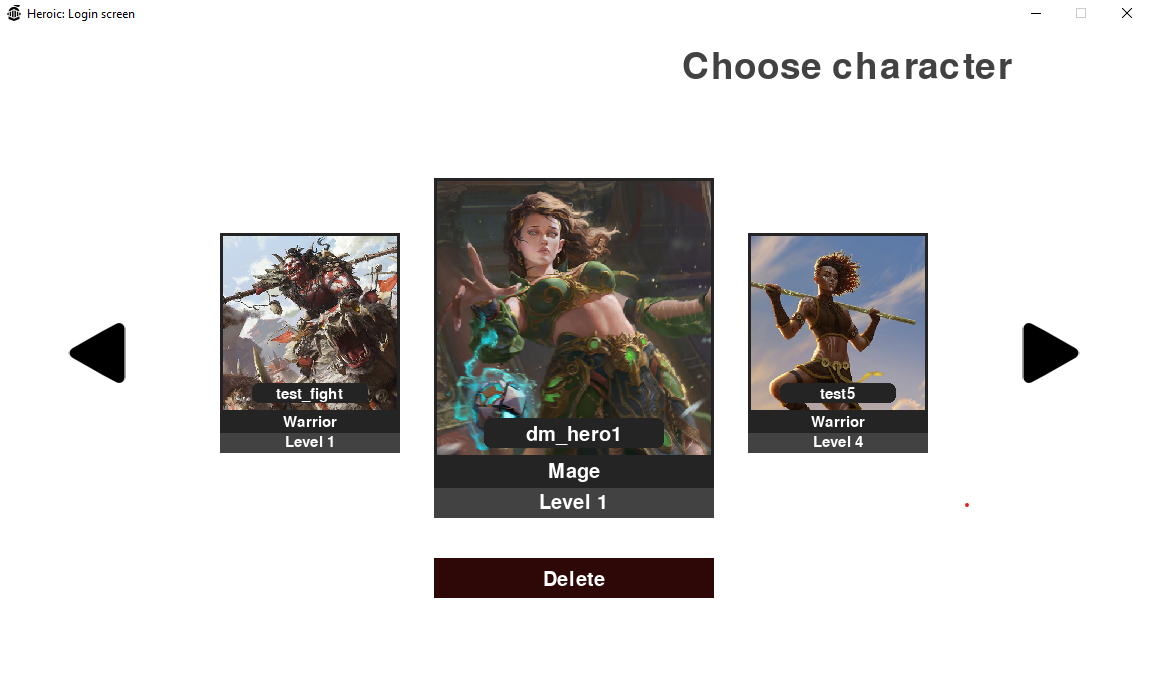 Heroic: Login screen
Choose character
test_fight
Warrior
Level 1
dm_hero1
Mage
Level 1
test5
Warrior
Level 4
Delete